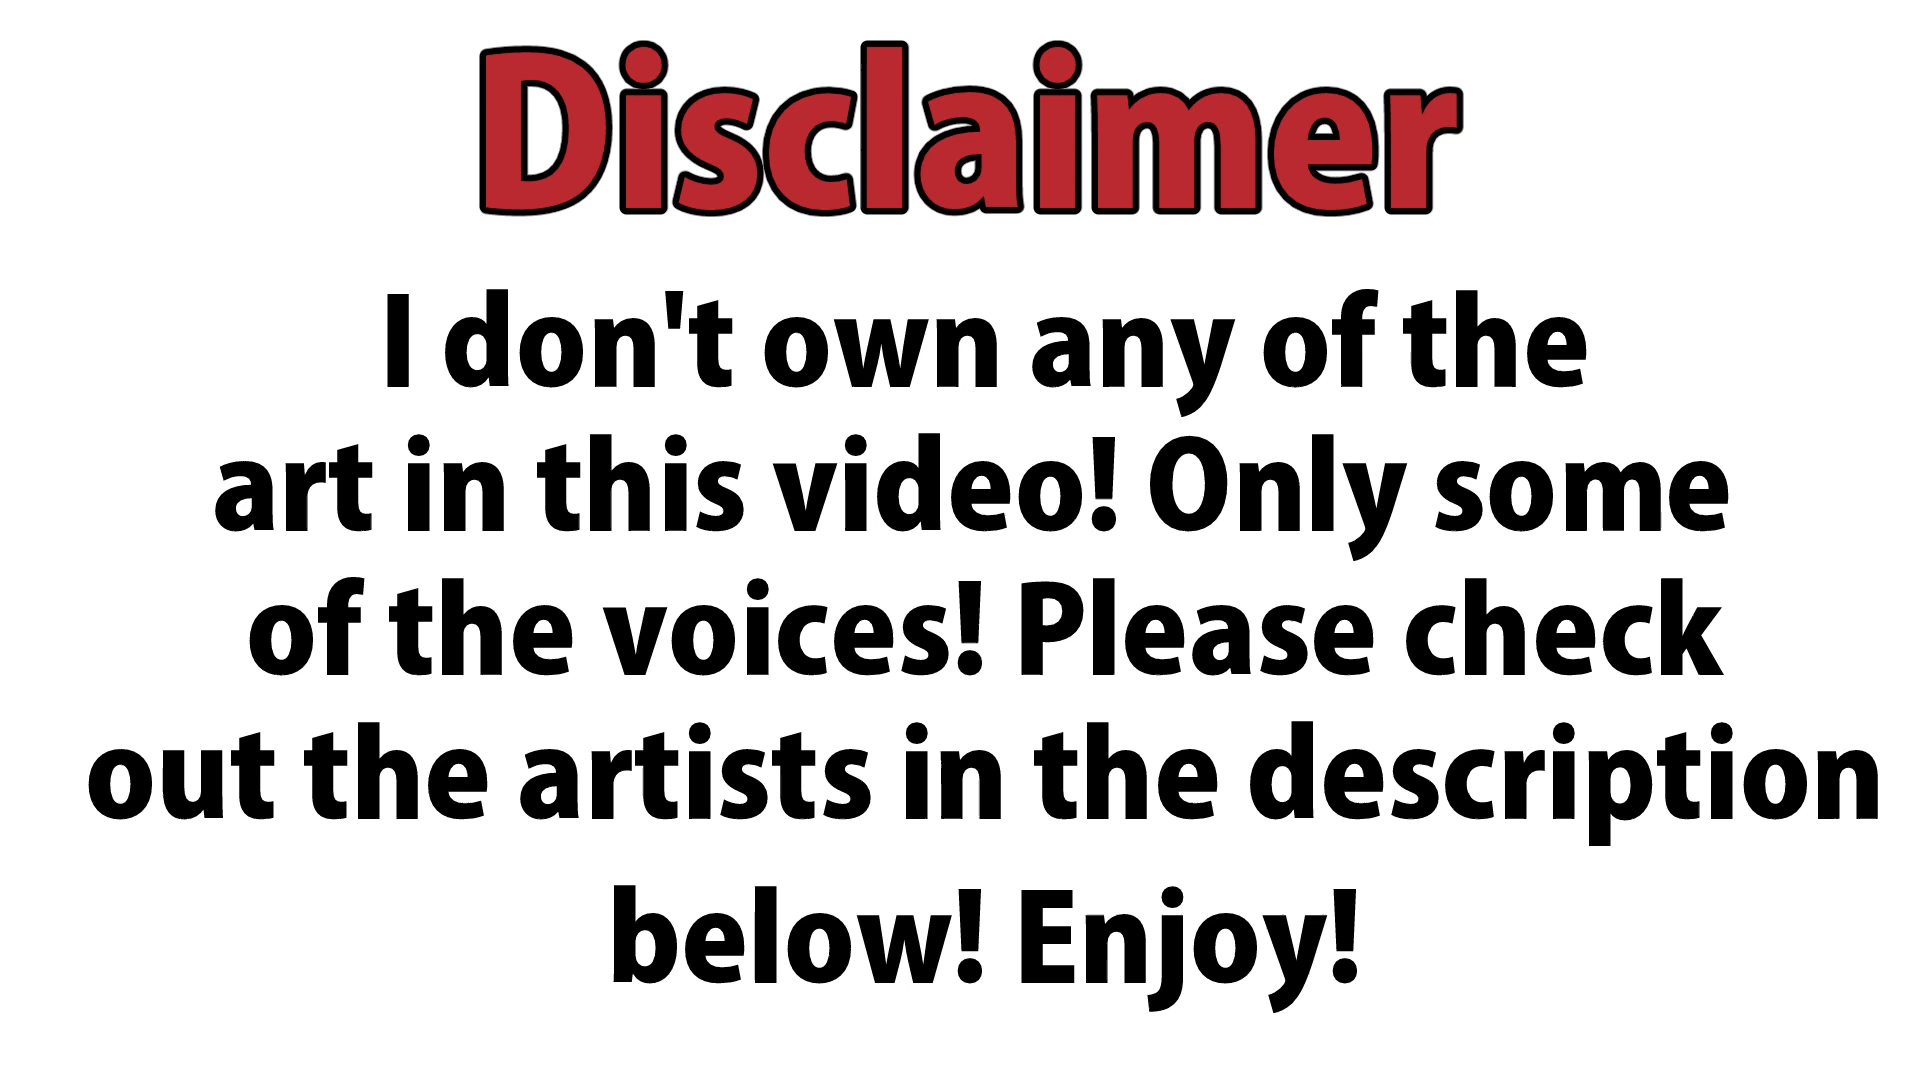 Disclaimer
I don't own any of the
art in this video! Only some
of the voices! Please check
out the artists in the description
below! Enjoy!